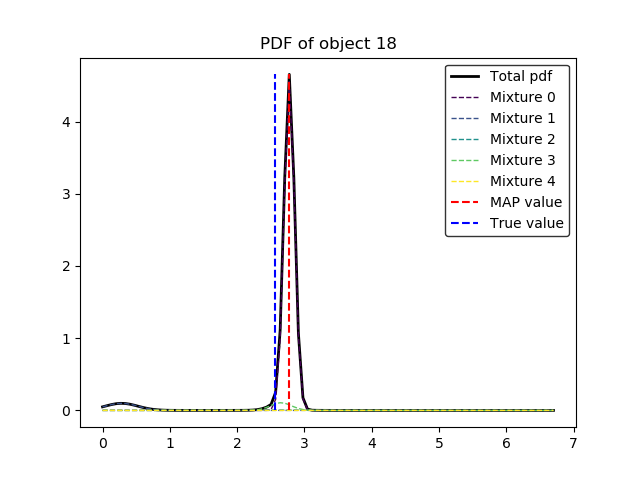 PDF of object 18
Total pdf
Mixture 0
Mixture 1
Mixture 2
Mixture 3
Mixture 4
MAP value
True value
4
3
2
1
0
0 1 2 3 4 5 6 7